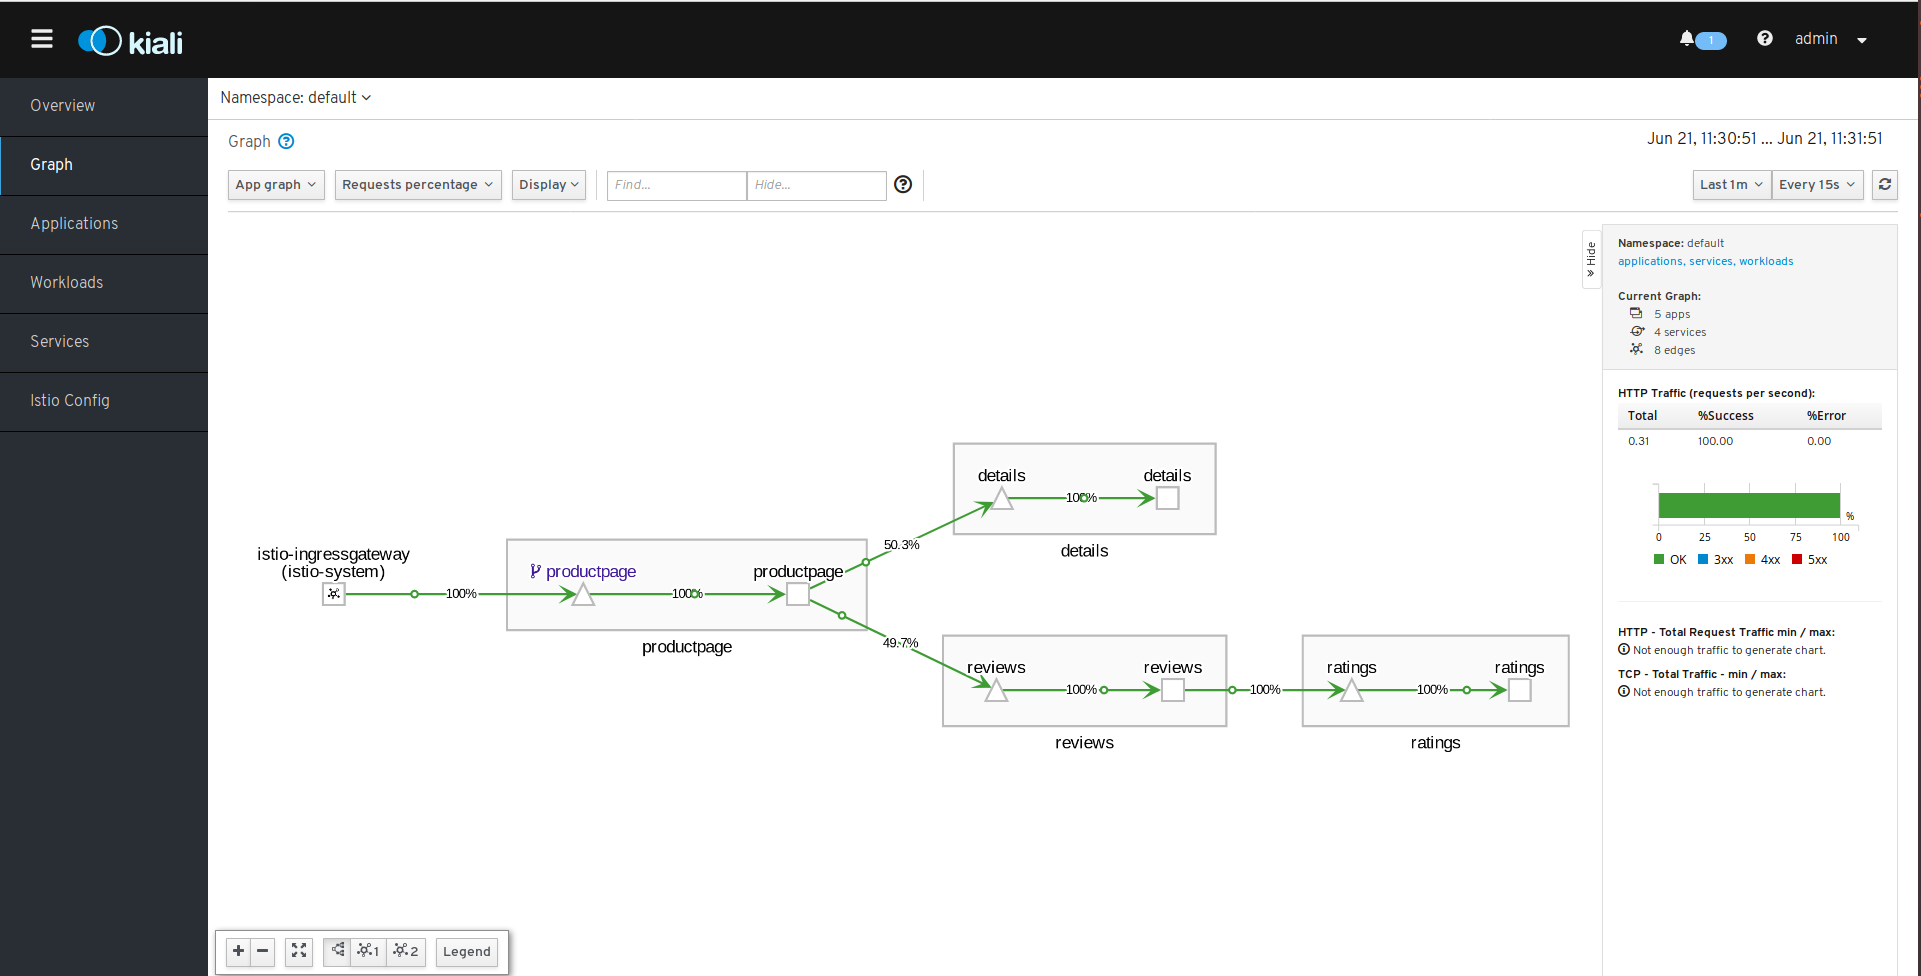 kiali
1
admin
Overview
Graph
Applications
Workloads
Services
Istio Config
Namespace: default
Graph
Jun 21, 11:30:51 ... Jun 21, 11:31:51
App graph
Requests percentage
Display
Find...
Hide...
Last 1m
Every 15s
Hide
Namespace: default
applications, services, workloads
Current Graph:
5 apps
4 services
8 edges
HTTP Traffic (requests per second):
Total %Success %Error
0.31 100.00 0.00
%
0 25 50 75 100
OK 3xx 4xx 5xx
HTTP - Total Request Traffic min / max:
Not enough traffic to generate chart.
TCP - Total Traffic - min / max:
Not enough traffic to generate chart.
istio-ingressgateway
(istio-system)
100%
productpage
100%
productpage
productpage
50.3%
49.7%
details
100%
details
details
reviews
100%
reviews
reviews
100%
ratings
100%
ratings
ratings
1
2
Legend